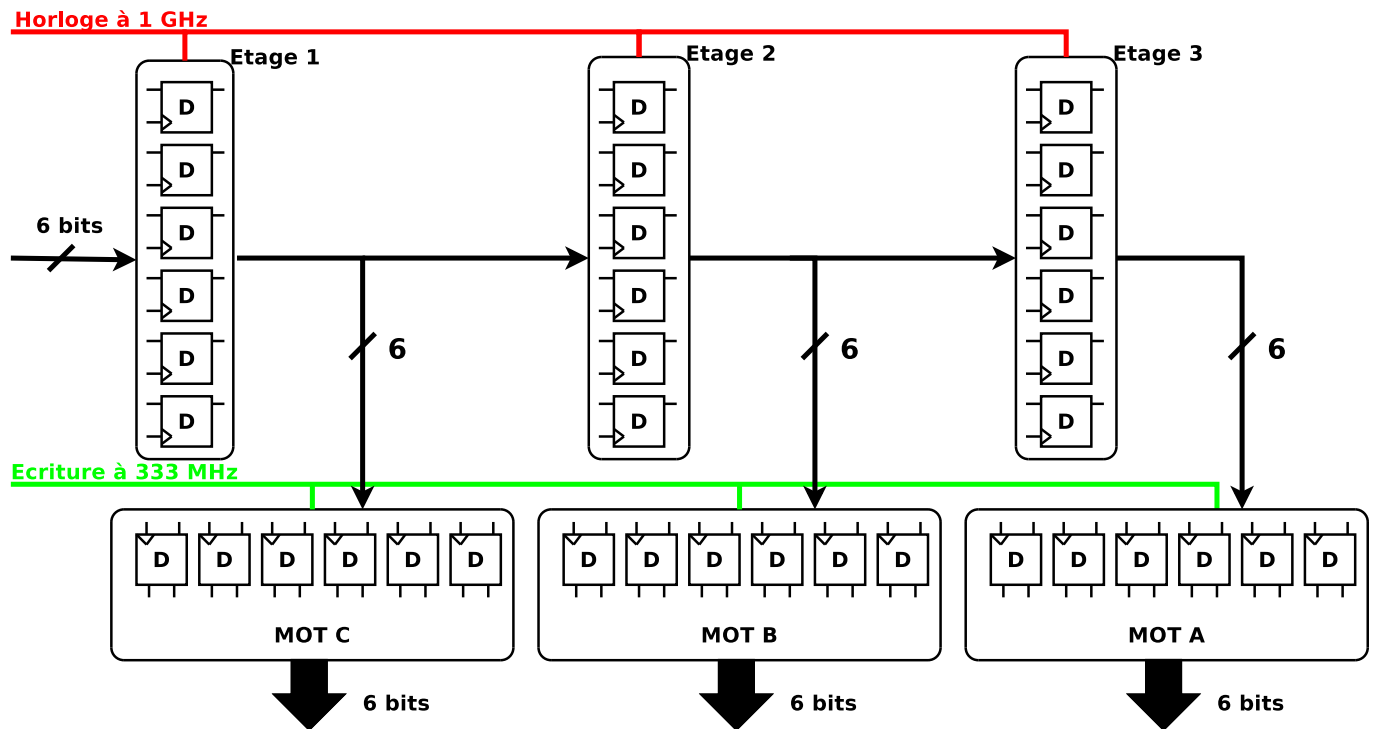 Horloge à 1 GHz
Etage 1
Etage 2
Etage 3
D D D
D D D
6 bits
D D D
D D D
6 6 6
D D D
D D D
Ecriture à 333 MHz
D D D D D D D D D D D D D D D D D D
MOT C MOT B MOT A
6 bits 6 bits 6 bits